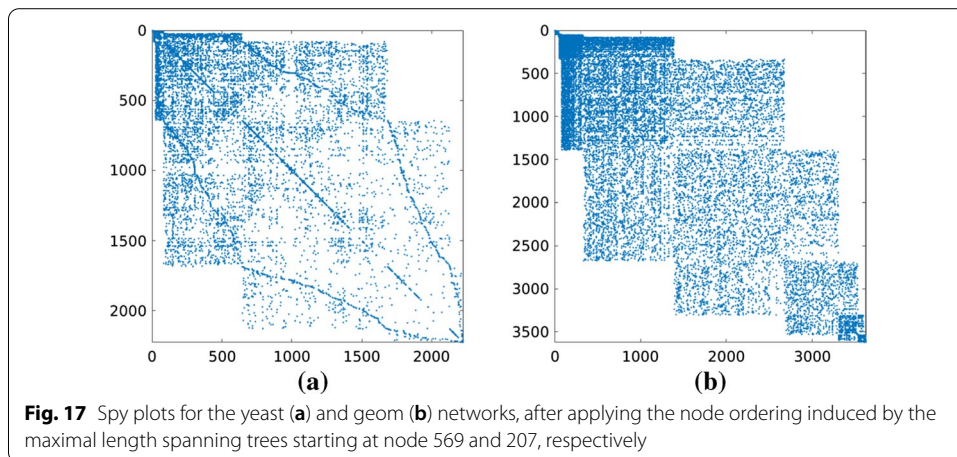 0
500
1000
1500
2000
0 500 1000 1500 2000
(a)
0
500
1000
1500
2000
2500
3000
3500
0 1000 2000 3000
(b)
Fig. 17 Spy plots for the yeast (a) and geom (b) networks, after applying the node ordering induced by the
maximal length spanning trees starting at node 569 and 207, respectively